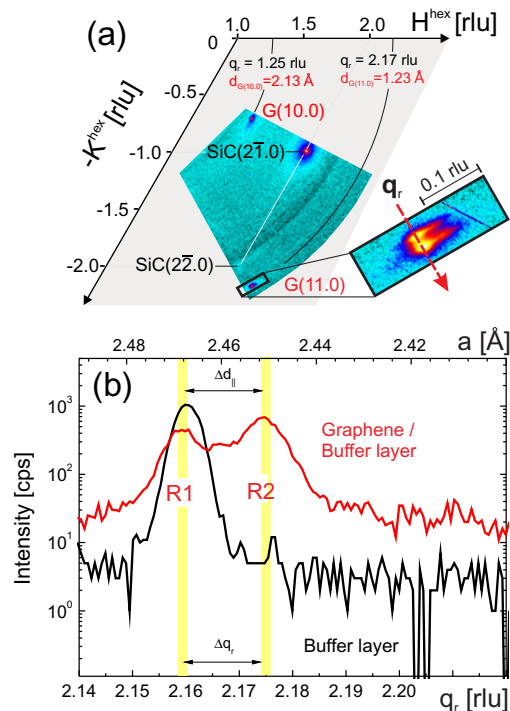 (a)
1.0 1.5 2.0 H^hex [rlu]
0
q_r = 1.25 rlu q_r = 2.17 rlu
d_G(10.0)=2.13 Å d_G(11.0)=1.23 Å
-0.5
G(10.0)
-K^hex [rlu]
-1.0 SiC(21̅.0)
q_r 0.1 rlu
-1.5
-2.0 SiC(22̅.0)
G(11.0)
2.48 2.46 2.44 2.42 a [Å]
(b) Δd_||
10^3
Graphene /
Buffer layer
Intensity [cps]
10^2
R1 R2
10^1
10^0
Δq_r Buffer layer
2.14 2.15 2.16 2.17 2.18 2.19 2.20 q_r [rlu]